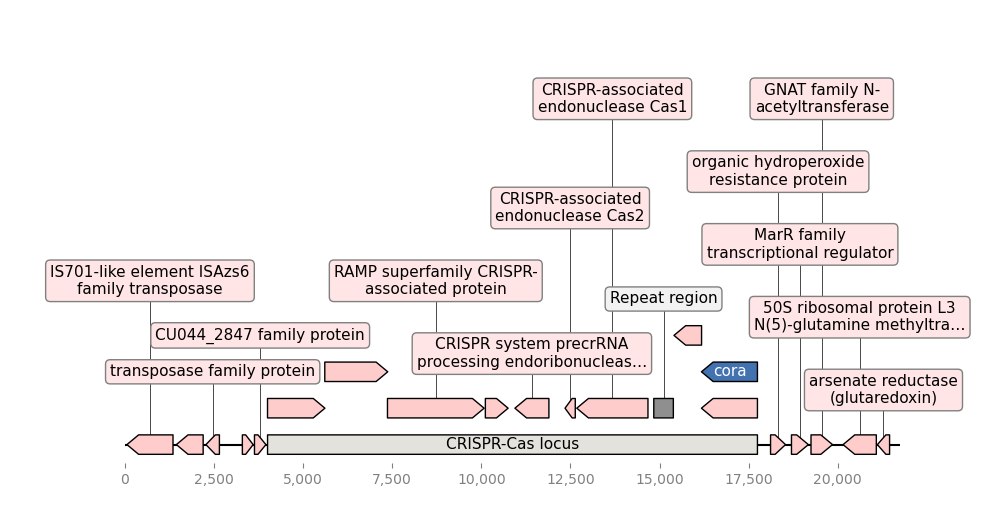 CRISPR-associated
endonuclease Cas1
GNAT family N-
acetyltransferase
organic hydroperoxide
resistance protein
CRISPR-associated
endonuclease Cas2
MarR family
transcriptional regulator
IS701-like element ISAzs6
family transposase
RAMP superfamily CRISPR-
associated protein
Repeat region
50S ribosomal protein L3
N(5)-glutamine methyltra...
CU044_2847 family protein
CRISPR system precrRNA
processing endoribonucleas...
transposase family protein
cora
arsenate reductase
(glutaredoxin)
CRISPR-Cas locus
0 2,500 5,000 7,500 10,000 12,500 15,000 17,500 20,000